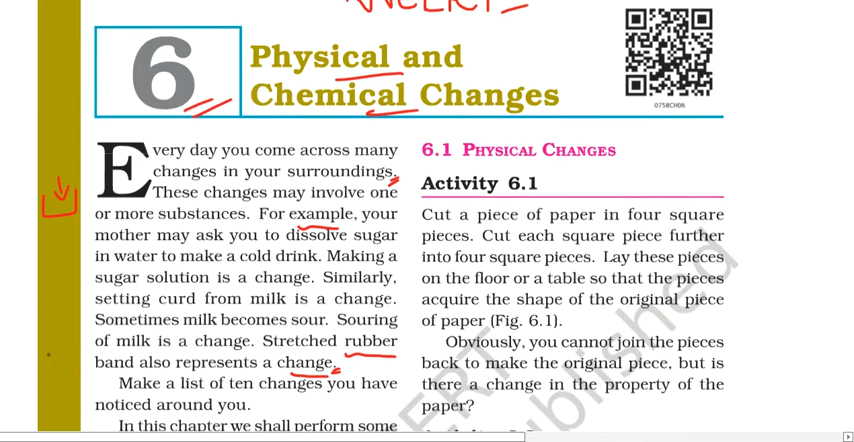 NCERT
6
Physical and
Chemical Changes
0758CH06
Every day you come across many
changes in your surroundings.
These changes may involve one
or more substances. For example, your
mother may ask you to dissolve sugar
in water to make a cold drink. Making a
sugar solution is a change. Similarly,
setting curd from milk is a change.
Sometimes milk becomes sour. Souring
of milk is a change. Stretched rubber
band also represents a change.
Make a list of ten changes you have
noticed around you.
In this chapter we shall perform some
6.1 PHYSICAL CHANGES
Activity 6.1
Cut a piece of paper in four square
pieces. Cut each square piece further
into four square pieces. Lay these pieces
on the floor or a table so that the pieces
acquire the shape of the original piece
of paper (Fig. 6.1).
Obviously, you cannot join the pieces
back to make the original piece, but is
there a change in the property of the
paper?